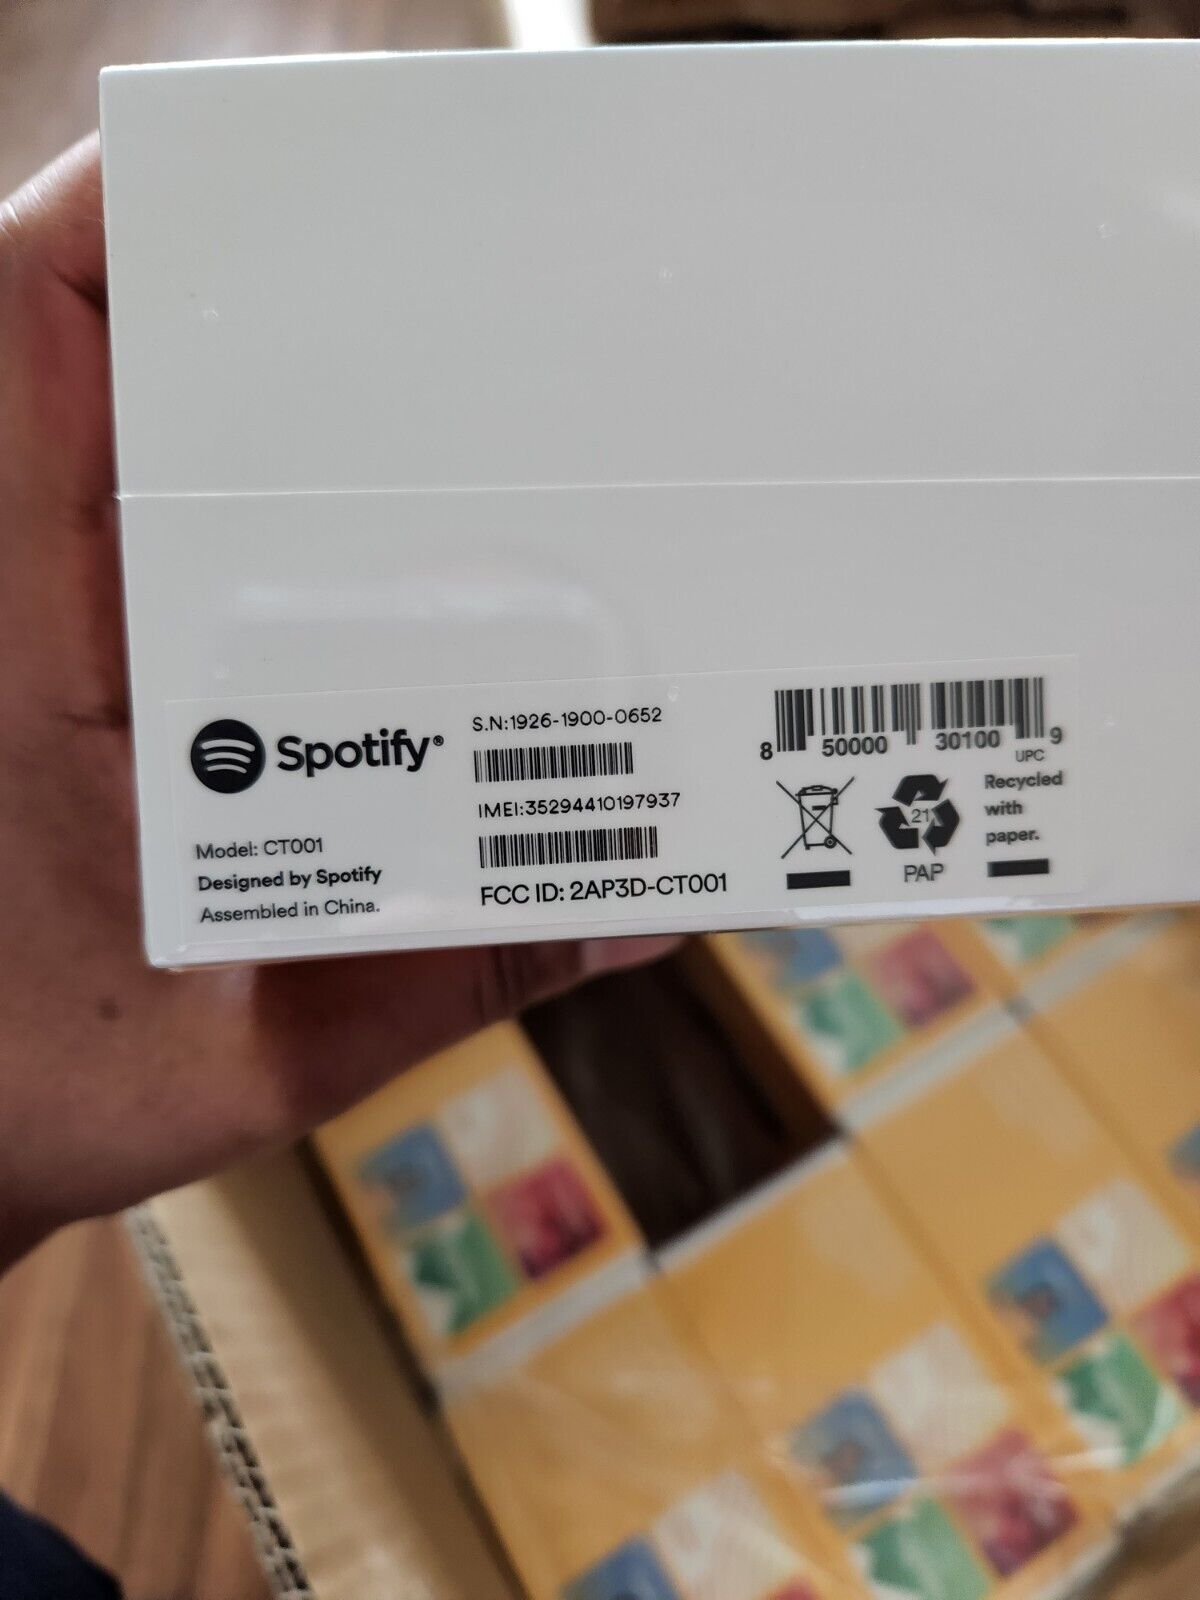 Spotify®
Model: CT001
Designed by Spotify
Assembled in China.
S.N:1926-1900-0652
IMEI:35294410197937
FCC ID: 2AP3D-CT001
8 50000 30100 9
UPC
21
PAP
Recycled
with
paper.